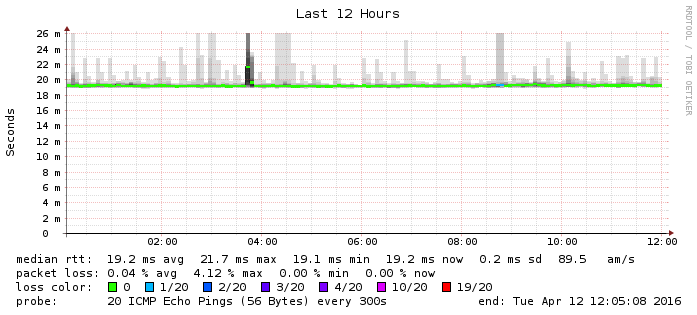 Last 12 Hours
RRDTOOL / TOBI OETIKER
Seconds
26 m
24 m
22 m
20 m
18 m
16 m
14 m
12 m
10 m
8 m
6 m
4 m
2 m
0
02:00 04:00 06:00 08:00 10:00 12:00
median rtt: 19.2 ms avg 21.7 ms max 19.1 ms min 19.2 ms now 0.2 ms sd 89.5 am/s
packet loss: 0.04 % avg 4.12 % max 0.00 % min 0.00 % now
loss color: 0 1/20 2/20 3/20 4/20 10/20 19/20
probe: 20 ICMP Echo Pings (56 Bytes) every 300s end: Tue Apr 12 12:05:08 2016